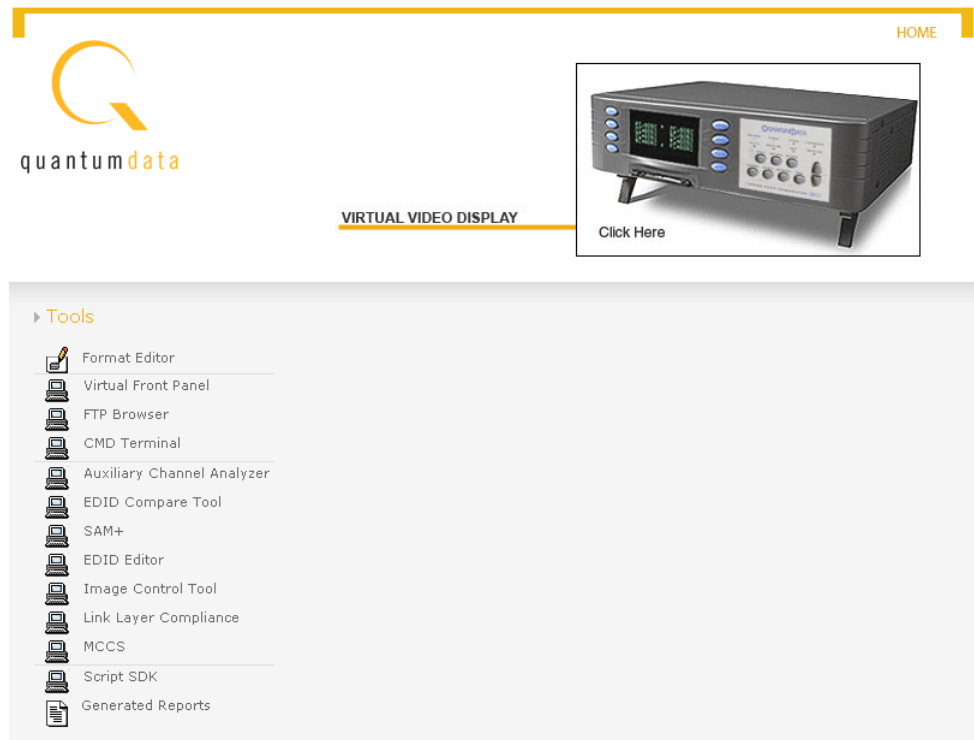 HOME
quantumdata
QUANTUMDATA
VIRTUAL VIDEO DISPLAY
Click Here
Tools
Format Editor
Virtual Front Panel
FTP Browser
CMD Terminal
Auxiliary Channel Analyzer
EDID Compare Tool
SAM+
EDID Editor
Image Control Tool
Link Layer Compliance
MCCS
Script SDK
Generated Reports